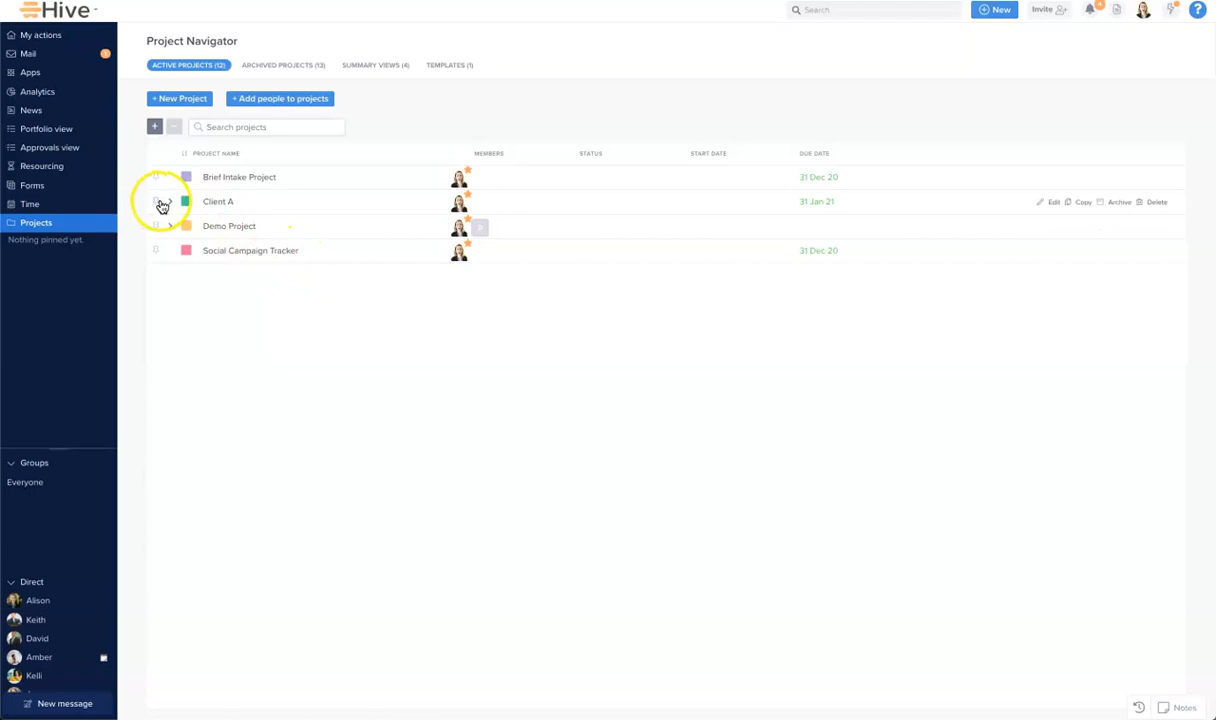 Hive
Search
New
Invite
4
?
My actions
Mail
1
Apps
Analytics
News
Portfolio view
Approvals view
Resourcing
Forms
Time
Projects
Nothing pinned yet.
Groups
Everyone
Direct
Alison
Keith
David
Amber
Kelli
New message
Project Navigator
ACTIVE PROJECTS (12)
ARCHIVED PROJECTS (13)
SUMMARY VIEWS (4)
TEMPLATES (1)
+ New Project
+ Add people to projects
+
−
Search projects
PROJECT NAME
MEMBERS
STATUS
START DATE
DUE DATE
Brief Intake Project
31 Dec 20
Client A
31 Jan 21
Edit
Copy
Archive
Delete
Demo Project
Social Campaign Tracker
31 Dec 20
Notes